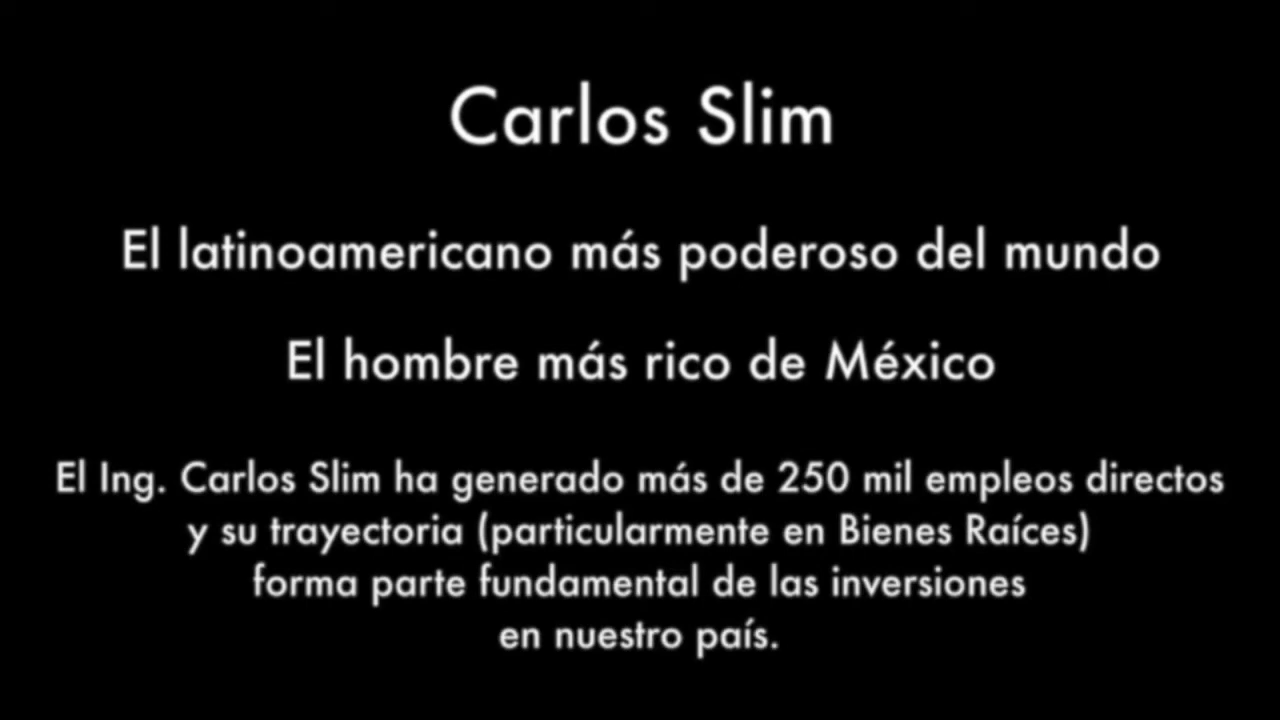 Carlos Slim
El latinoamericano más poderoso del mundo
El hombre más rico de México
El Ing. Carlos Slim ha generado más de 250 mil empleos directos
y su trayectoria (particularmente en Bienes Raíces)
forma parte fundamental de las inversiones
en nuestro país.